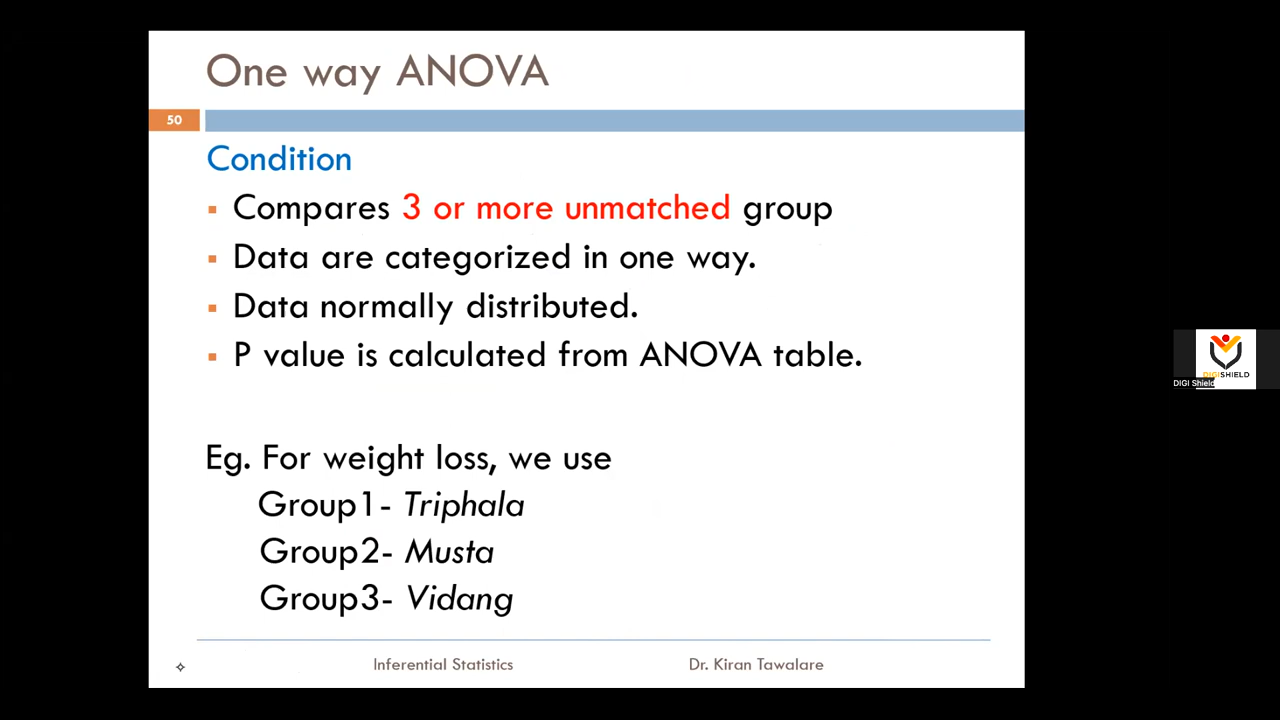 One way ANOVA
50
Condition
▪ Compares 3 or more unmatched group
▪ Data are categorized in one way.
▪ Data normally distributed.
▪ P value is calculated from ANOVA table.
Eg. For weight loss, we use
Group1- Triphala
Group2- Musta
Group3- Vidang
Inferential Statistics
Dr. Kiran Tawalare
DIGISHIELD
DIGI Shield